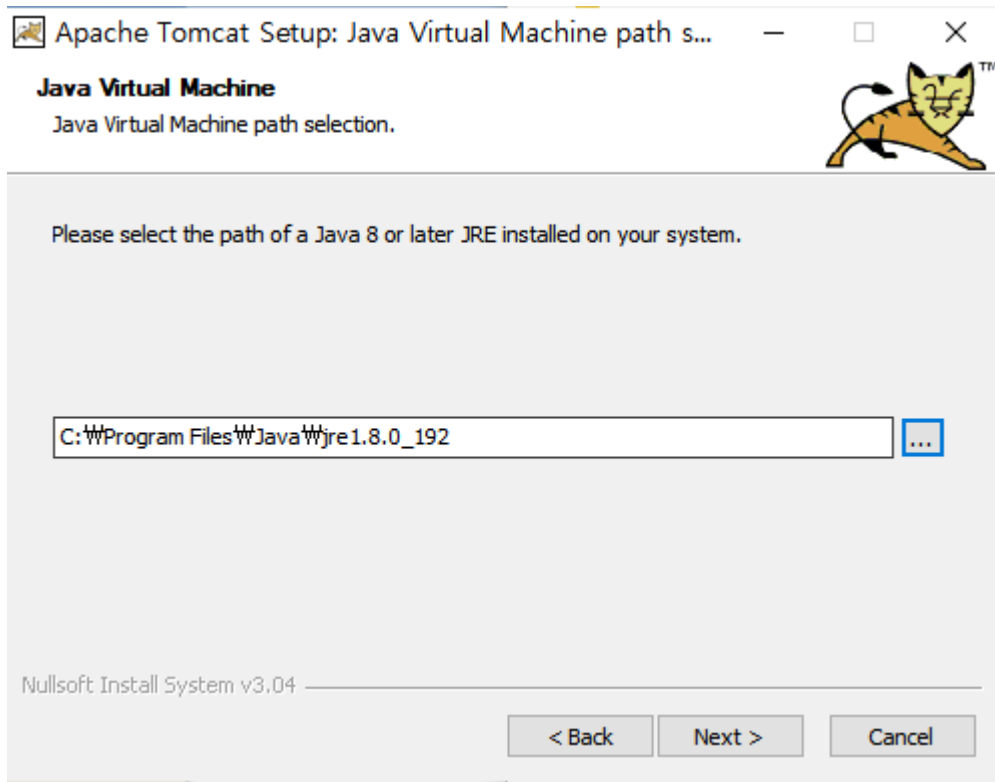 Apache Tomcat Setup: Java Virtual Machine path s...
Java Virtual Machine
Java Virtual Machine path selection.
TM
Please select the path of a Java 8 or later JRE installed on your system.
C:₩Program Files₩Java₩jre1.8.0_192
...
Nullsoft Install System v3.04
< Back
Next >
Cancel